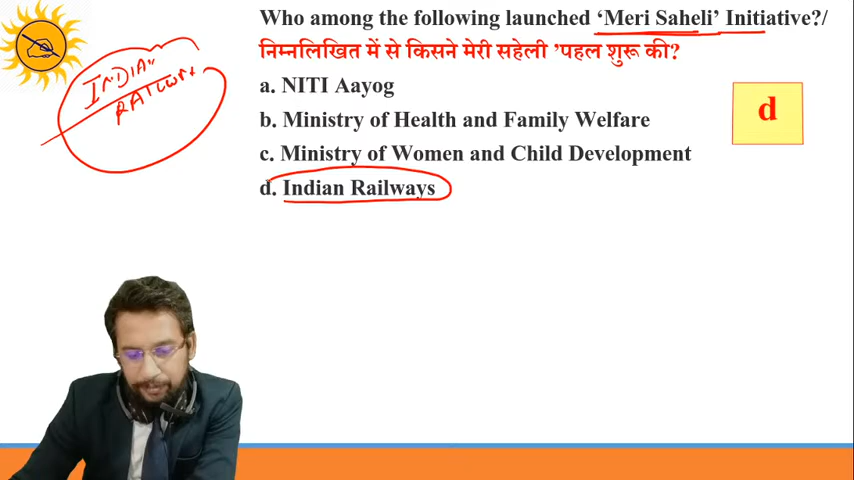 Who among the following launched ‘Meri Saheli’ Initiative?/
निम्नलिखित में से किसने मेरी सहेली ’पहल शुरू की?
a. NITI Aayog
b. Ministry of Health and Family Welfare
c. Ministry of Women and Child Development
d. Indian Railways
d
INDIAN